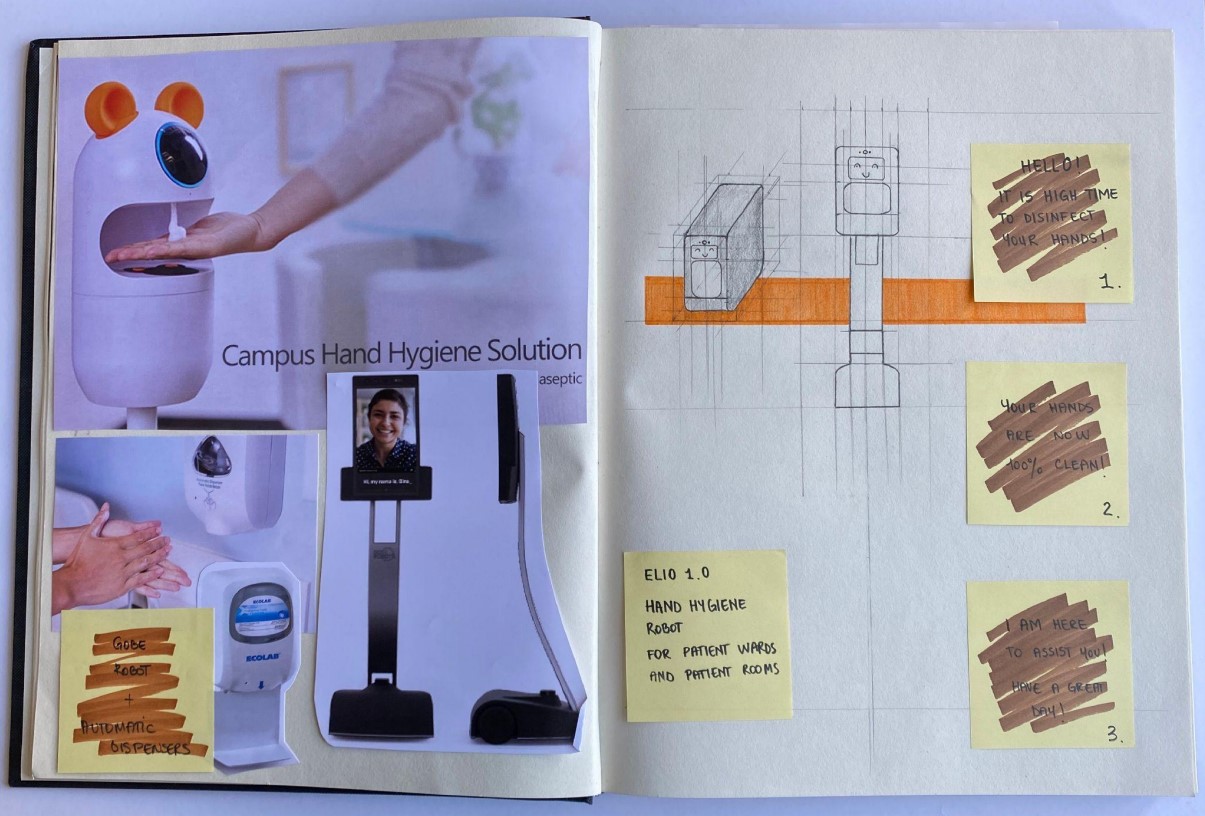 Campus Hand Hygiene Solution
aseptic
Hi, my name is
ECOLAB
ECOLAB
GOBE
ROBOT
+
AUTOMATIC
DISPENSERS
HELLO!
IT IS HIGH TIME
TO DISINFECT
YOUR HANDS!
1.
YOUR HANDS
ARE NOW
100% CLEAN!
2.
ELIO 1.0
HAND HYGIENE
ROBOT
FOR PATIENT WARDS
AND PATIENT ROOMS
I AM HERE
TO ASSIST YOU!
HAVE A GREAT
DAY!
3.